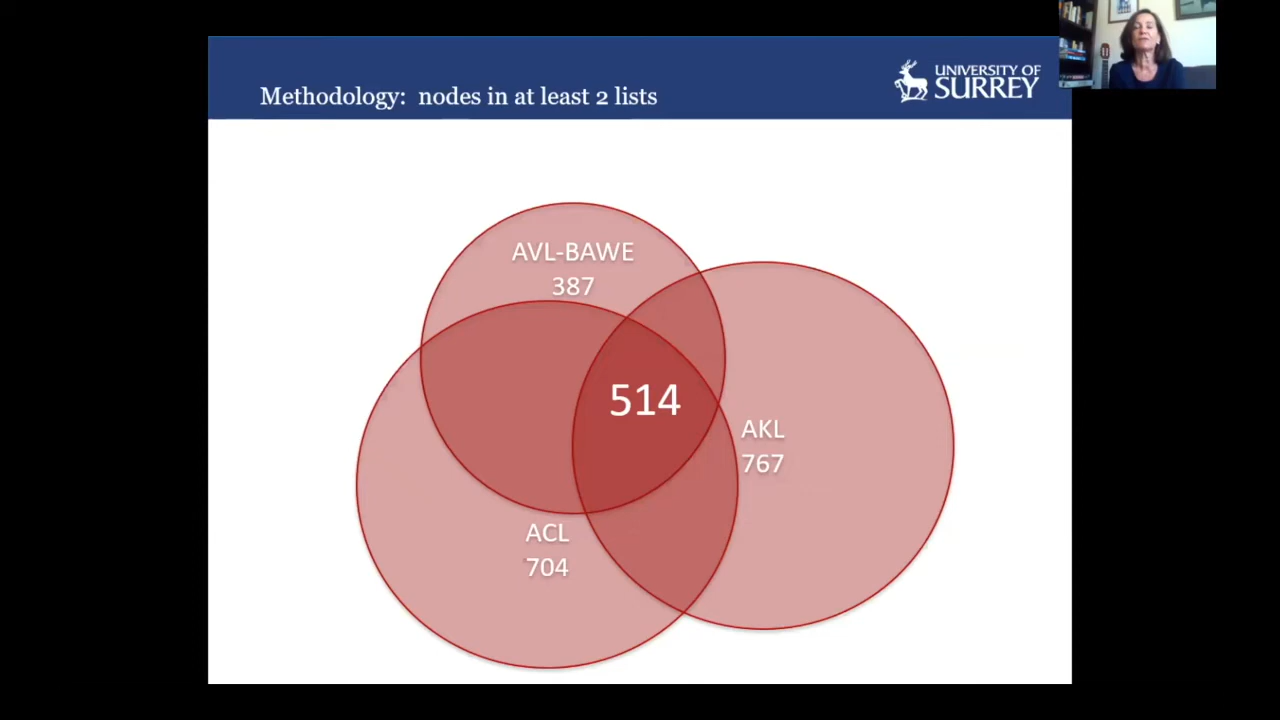 Methodology: nodes in at least 2 lists
UNIVERSITY OF
SURREY
AVL-BAWE
387
514
AKL
767
ACL
704